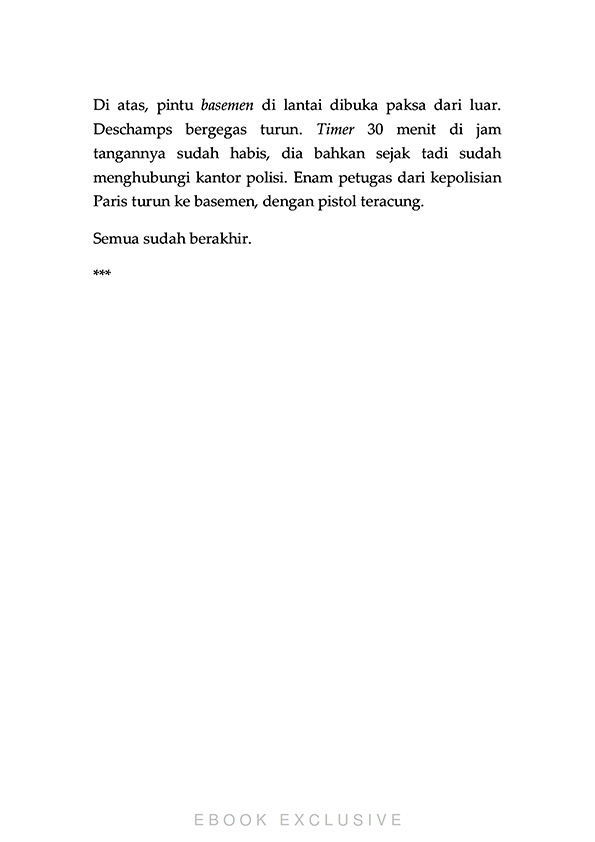 Di atas, pintu basemen di lantai dibuka paksa dari luar.
Deschamps bergegas turun. Timer 30 menit di jam
tangannya sudah habis, dia bahkan sejak tadi sudah
menghubungi kantor polisi. Enam petugas dari kepolisian
Paris turun ke basemen, dengan pistol teracung.
Semua sudah berakhir.
***
EBOOK EXCLUSIVE